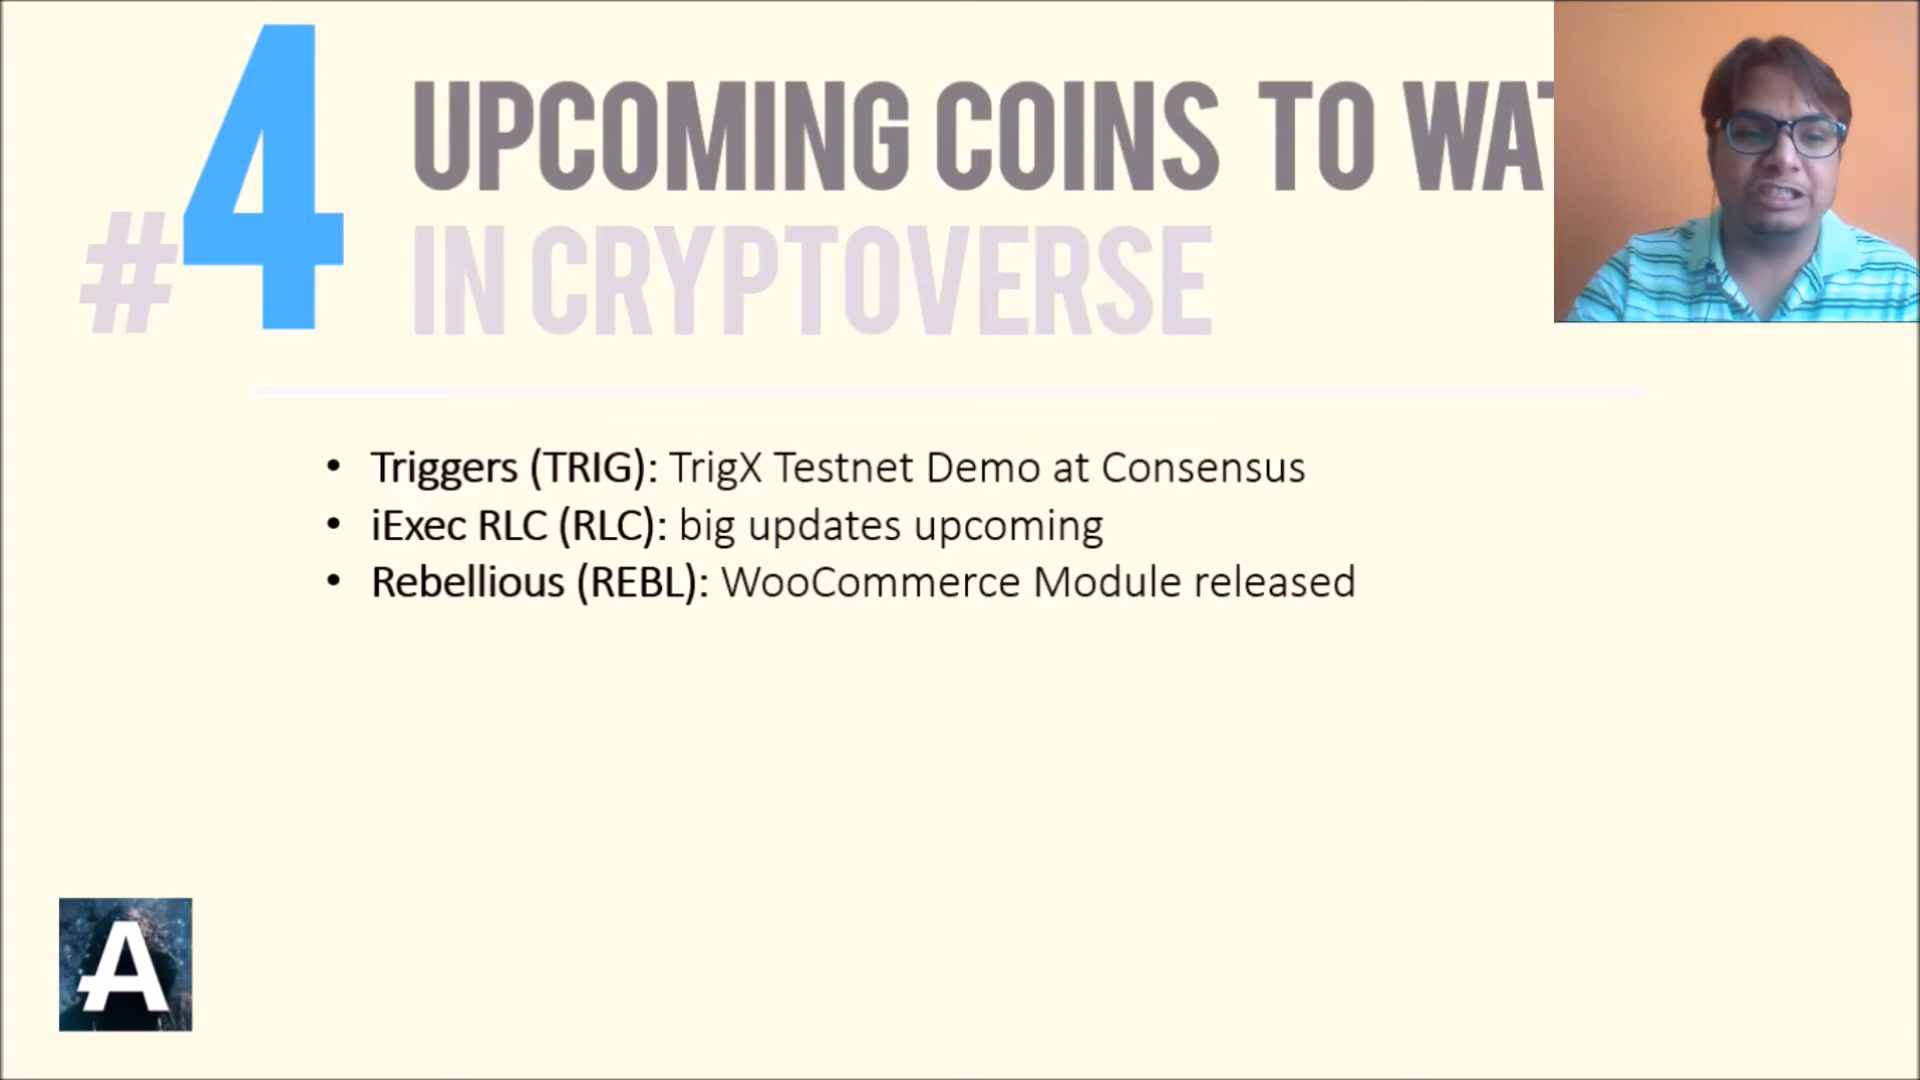 #4
UPCOMING COINS TO
IN CRYPTOVERSE
• Triggers (TRIG): TrigX Testnet Demo at Consensus
• iExec RLC (RLC): big updates upcoming
• Rebellious (REBL): WooCommerce Module released
A